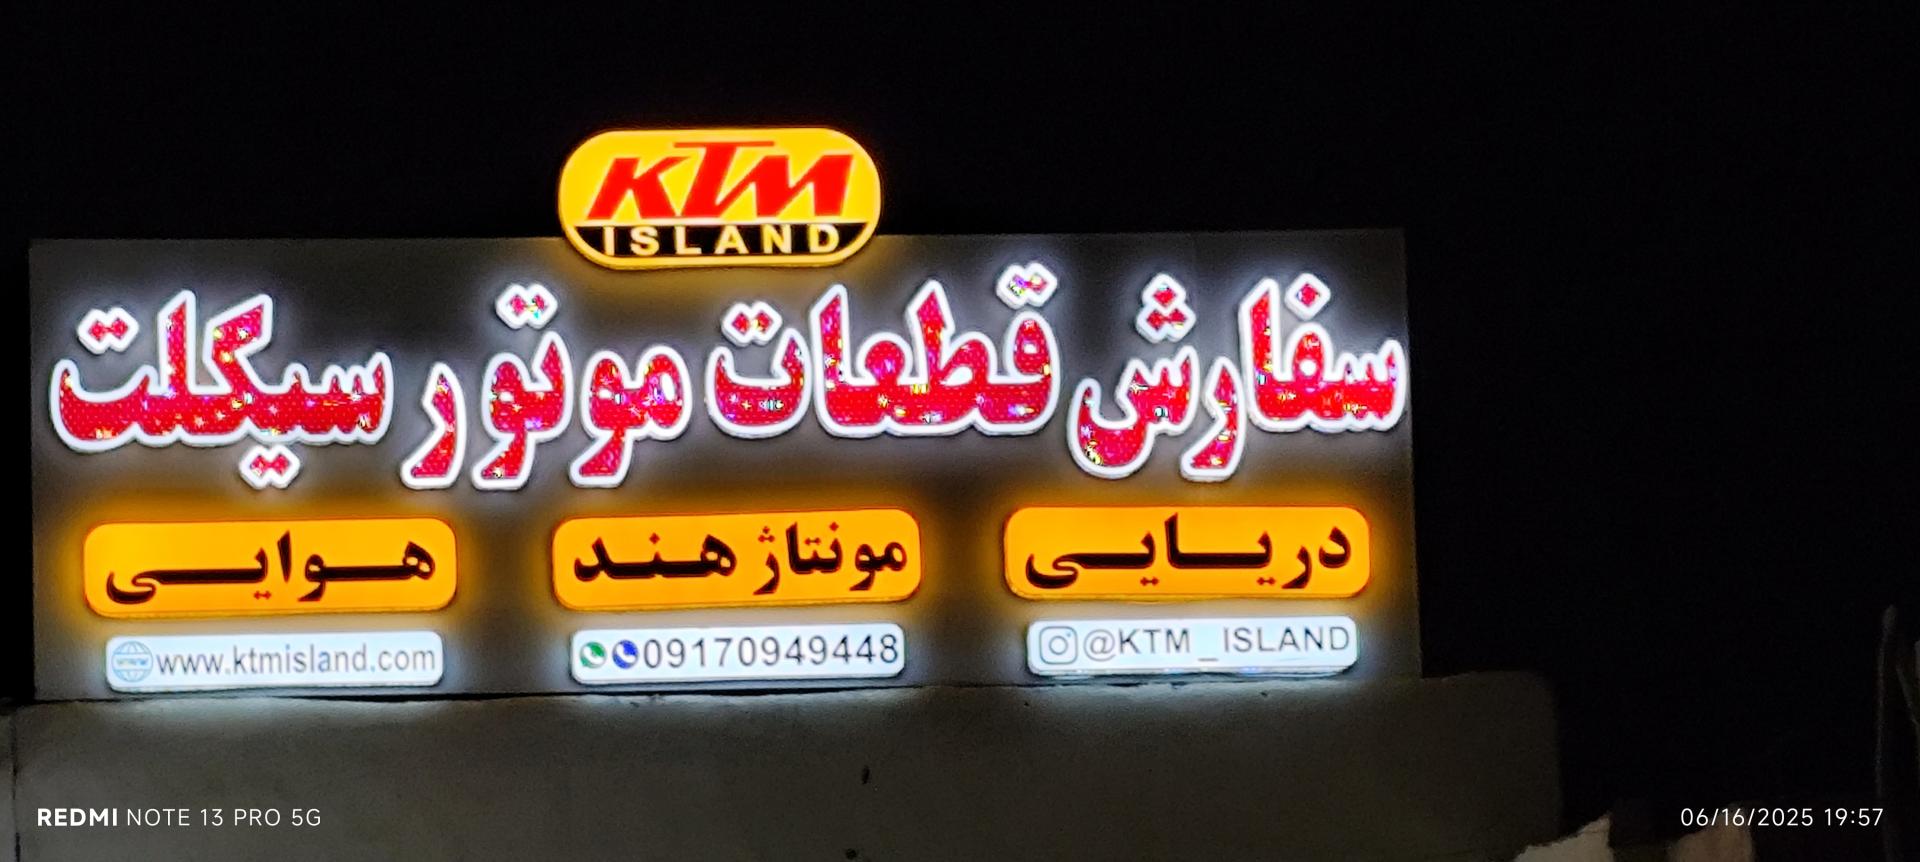 KTM
ISLAND
سفارش قطعات موتور سیکلت
دریایی
مونتاژ هند
هوایی
@KTM_ISLAND
09170949448
www.ktmisland.com
REDMI NOTE 13 PRO 5G
06/16/2025 19:57